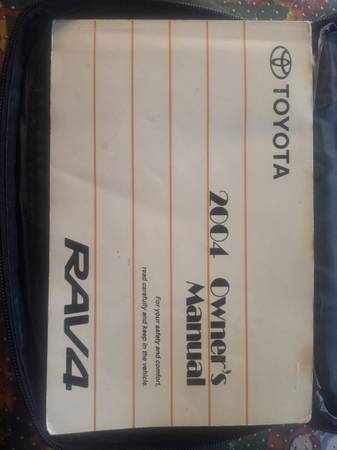 TOYOTA
2004 Owner's
Manual
For your safety and comfort,
read carefully and keep in the vehicle.
RAV4